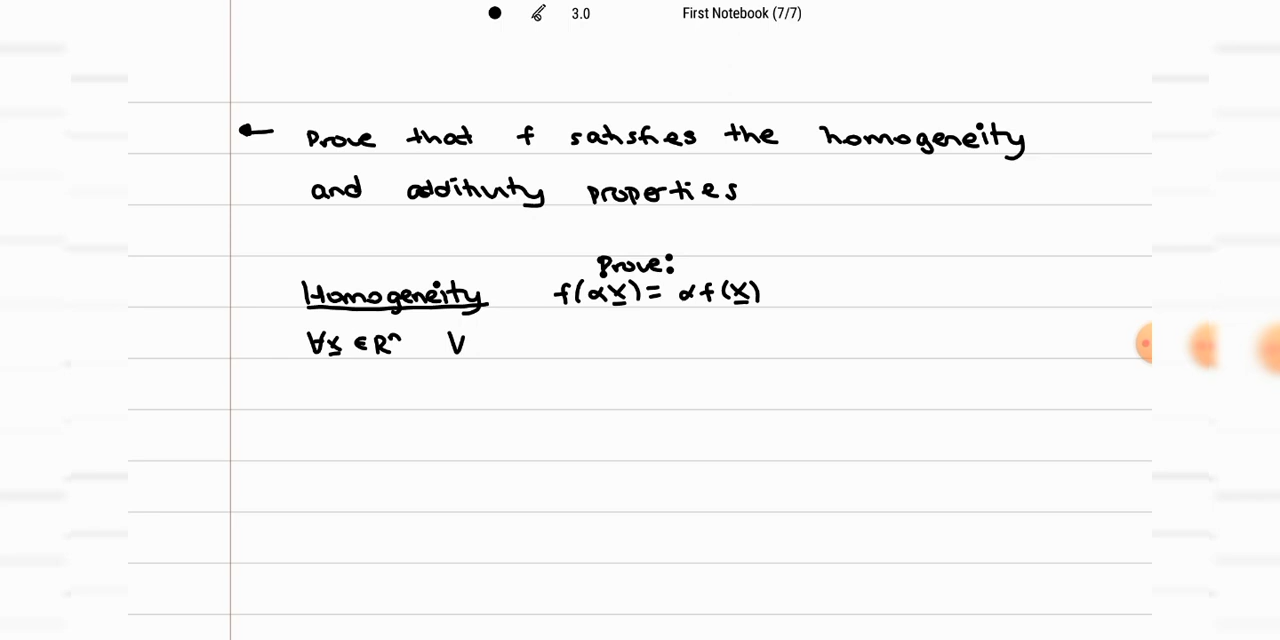 3.0 First Notebook (7/7)
Prove that f satisfies the homogeneity
and additivity properties
Prove:
Homogeneity f(αx̲) = αf(x̲)
∀x̲ ∈ Rⁿ V